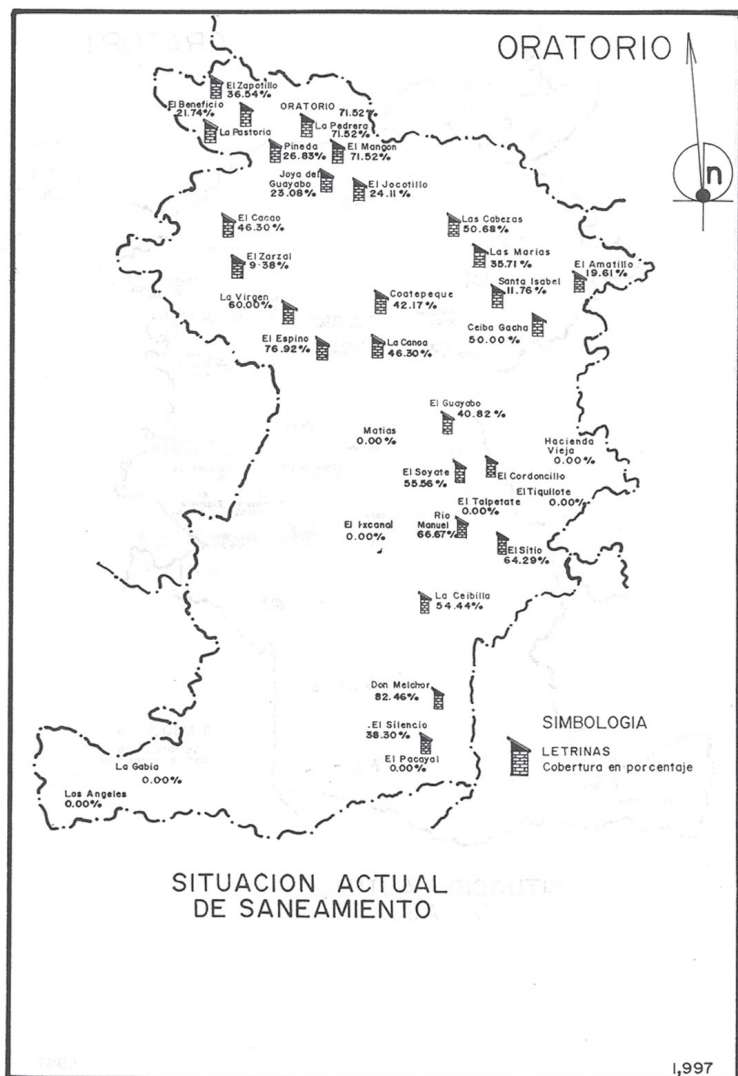 ORATORIO
El Zapotillo
36.54%
El Beneficio
21.74%
La Pastoria
ORATORIO 71.52%
La Pedrera
71.52%
Pineda
26.83%
El Mangon
71.52%
Joya del
Guayabo
23.08%
El Jocotillo
24.11%
El Cacao
46.30%
Las Cabezas
50.68%
Las Marias
35.71%
El Zarzal
9.38%
El Amatillo
19.61%
Santa Isabel
11.76%
La Virgen
60.00%
Coatepeque
42.17%
Ceiba Gacha
50.00%
El Espino
76.92%
La Canoa
46.30%
El Guayabo
40.82%
Matias
0.00%
Hacienda
Vieja
0.00%
El Soyate
55.56%
El Cordoncillo
El Tiquilote
0.00%
El Talpetate
0.00%
Rio
Manuel
66.67%
El Ixcanal
0.00%
El Sitio
64.29%
La Ceibilla
54.44%
Don Melchor
82.46%
.El Silencio
38.30%
El Pacayal
0.00%
La Gabia
0.00%
Los Angeles
0.00%
n
SIMBOLOGIA
LETRINAS
Cobertura en porcentaje
SITUACION ACTUAL
DE SANEAMIENTO
1,997